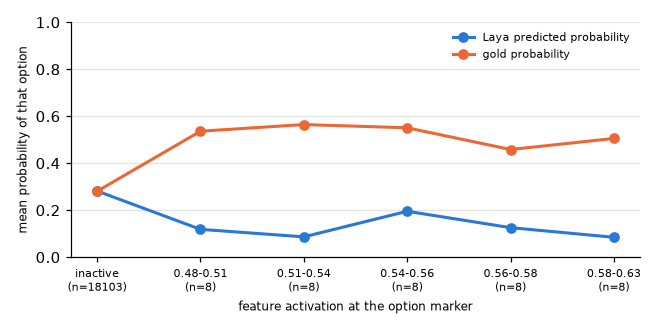 1.0
0.8
0.6
0.4
0.2
0.0
mean probability of that option
Laya predicted probability
gold probability
inactive
(n=18103)
0.48-0.51
(n=8)
0.51-0.54
(n=8)
0.54-0.56
(n=8)
0.56-0.58
(n=8)
0.58-0.63
(n=8)
feature activation at the option marker